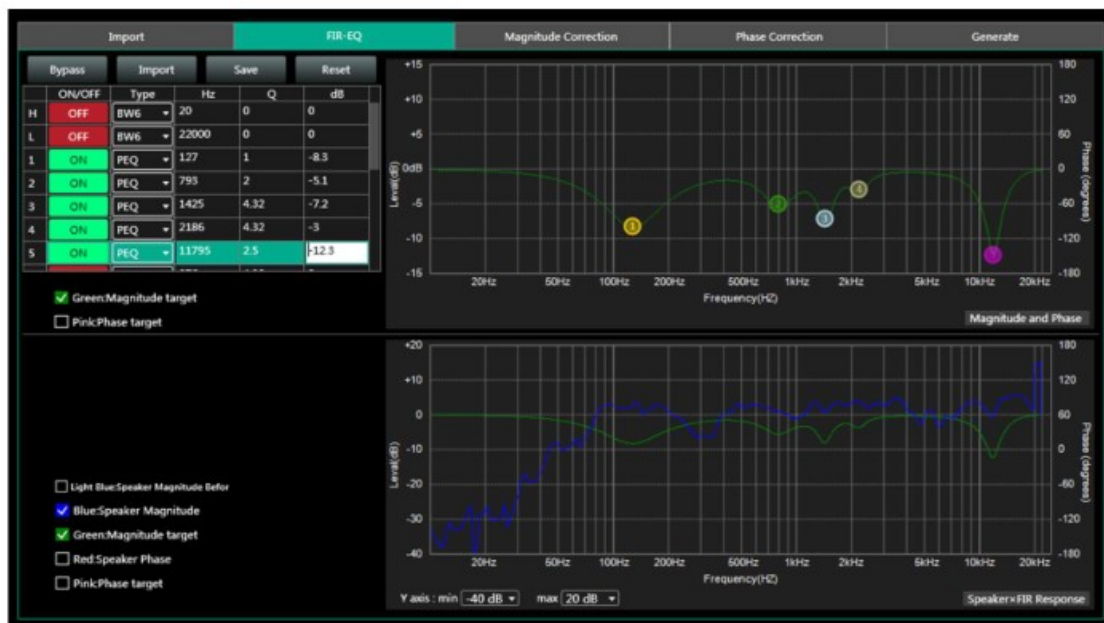 Import FIR-EQ Magnitude Correction Phase Correction Generate
Bypass Import Save Reset
ON/OFF Type Hz Q dB
H OFF BW6 20 0 0
L OFF BW6 22000 0 0
1 ON PEQ 127 1 -8.3
2 ON PEQ 793 2 -5.1
3 ON PEQ 1425 4.32 -7.2
4 ON PEQ 2186 4.32 -3
5 ON PEQ 11795 2.5 -12.3
Green:Magnitude target
Pink:Phase target
+15 180
+10 120
+5 60
0dB 0
-5 -60
-10 -120
-15 -180
Level(dB)
Phase (degrees)
1 2 3 4
20Hz 50Hz 100Hz 200Hz 500Hz 1kHz 2kHz 5kHz 10kHz 20kHz
Frequency(HZ)
Magnitude and Phase
+20 180
+10 120
0 60
-10 0
-20 -60
-30 -120
-40 -180
Level(dB)
Phase (degrees)
20Hz 50Hz 100Hz 200Hz 500Hz 1kHz 2kHz 5kHz 10kHz 20kHz
Frequency(HZ)
Light Blue:Speaker Magnitude Befor
Blue:Speaker Magnitude
Green:Magnitude target
Red:Speaker Phase
Pink:Phase target
Y axis : min -40 dB max 20 dB
Speaker×FIR Response